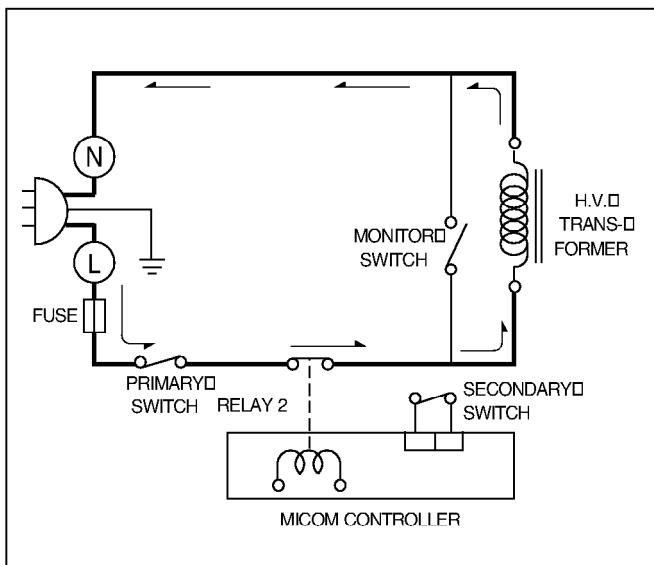 N
L
FUSE
PRIMARY□
SWITCH
RELAY 2
MONITOR□
SWITCH
H.V.□
TRANS-□
FORMER
SECONDARY□
SWITCH
MICOM CONTROLLER